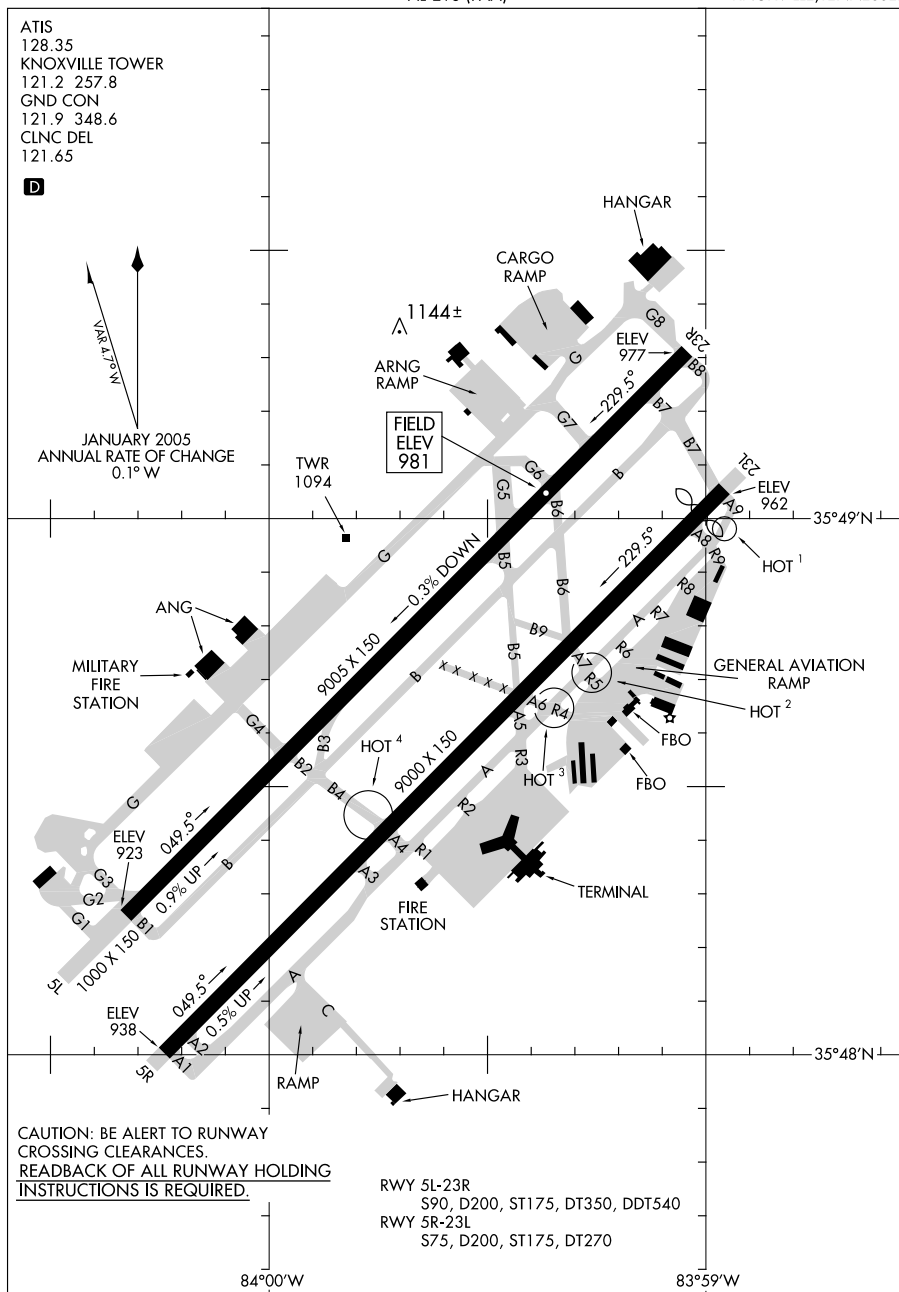 ATIS
128.35
KNOXVILLE TOWER
121.2 257.8
GND CON
121.9 348.6
CLNC DEL
121.65
D
VAR 4.7° W
JANUARY 2005
ANNUAL RATE OF CHANGE
0.1° W
HANGAR
CARGO
RAMP
1144±
ARNG
RAMP
G8
G
ELEV
977
23R
B8
229.5°
G7
B7
B
B7
FIELD
ELEV
981
G6
G5
B6
23L
ELEV
962
A9
35°49'N
TWR
1094
G
0.3% DOWN
B5
B6
229.5°
A8
R9
HOT 1
R8
R7
A
R6
ANG
MILITARY
FIRE
STATION
9005 X 150
B
B9
B5
A7
R5
GENERAL AVIATION
RAMP
HOT 2
X X X X X
A6
R4
A5
R3
HOT 3
FBO
FBO
G4
B3
B2
HOT 4
9000 X 150
B4
A
R2
A4
R1
A3
G
049.5°
ELEV
923
0.9% UP
B
G3
G2
G1
B1
1000 X 150
5L
TERMINAL
FIRE
STATION
049.5°
0.5% UP
A
C
ELEV
938
A2
A1
5R
35°48'N
RAMP
HANGAR
CAUTION: BE ALERT TO RUNWAY
CROSSING CLEARANCES.
READBACK OF ALL RUNWAY HOLDING
INSTRUCTIONS IS REQUIRED.
RWY 5L-23R
S90, D200, ST175, DT350, DDT540
RWY 5R-23L
S75, D200, ST175, DT270
84°00'W
83°59'W